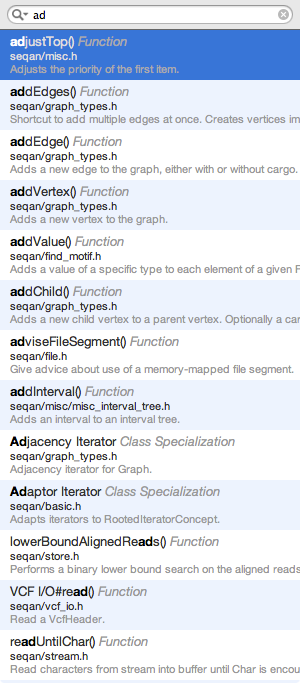 ad
adjustTop() Function
seqan/misc.h
Adjusts the priority of the first item.
addEdges() Function
seqan/graph_types.h
Shortcut to add multiple edges at once. Creates vertices im
addEdge() Function
seqan/graph_types.h
Adds a new edge to the graph, either with or without cargo.
addVertex() Function
seqan/graph_types.h
Adds a new vertex to the graph.
addValue() Function
seqan/find_motif.h
Adds a value of a specific type to each element of a given F
addChild() Function
seqan/graph_types.h
Adds a new child vertex to a parent vertex. Optionally a car
adviseFileSegment() Function
seqan/file.h
Give advice about use of a memory-mapped file segment.
addInterval() Function
seqan/misc/misc_interval_tree.h
Adds an interval to an interval tree.
Adjacency Iterator Class Specialization
seqan/graph_types.h
Adjacency iterator for Graph.
Adaptor Iterator Class Specialization
seqan/basic.h
Adapts iterators to RootedIteratorConcept.
lowerBoundAlignedReads() Function
seqan/store.h
Performs a binary lower bound search on the aligned reads
VCF I/O#read() Function
seqan/vcf_io.h
Read a VcfHeader.
readUntilChar() Function
seqan/stream.h
Read characters from stream into buffer until Char is encou